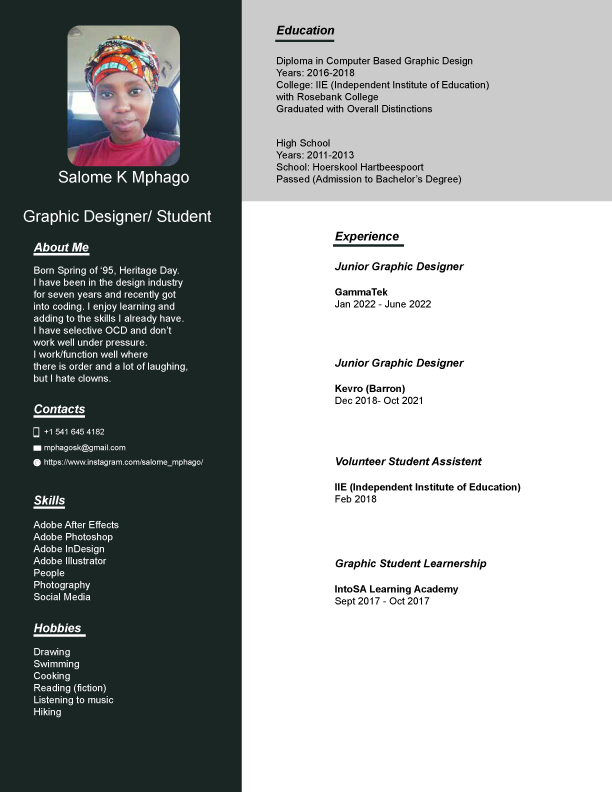 Salome K Mphago
Graphic Designer/ Student
About Me
Born Spring of ‘95, Heritage Day.
I have been in the design industry
for seven years and recently got
into coding. I enjoy learning and
adding to the skills I already have.
I have selective OCD and don’t
work well under pressure.
I work/function well where
there is order and a lot of laughing,
but I hate clowns.
Contacts
+1 541 645 4182
mphagosk@gmail.com
https://www.instagram.com/salome_mphago/
Skills
Adobe After Effects
Adobe Photoshop
Adobe InDesign
Adobe Illustrator
People
Photography
Social Media
Hobbies
Drawing
Swimming
Cooking
Reading (fiction)
Listening to music
Hiking
Education
Diploma in Computer Based Graphic Design
Years: 2016-2018
College: IIE (Independent Institute of Education)
with Rosebank College
Graduated with Overall Distinctions
High School
Years: 2011-2013
School: Hoerskool Hartbeespoort
Passed (Admission to Bachelor’s Degree)
Experience
Junior Graphic Designer
GammaTek
Jan 2022 - June 2022
Junior Graphic Designer
Kevro (Barron)
Dec 2018- Oct 2021
Volunteer Student Assistent
IIE (Independent Institute of Education)
Feb 2018
Graphic Student Learnership
IntoSA Learning Academy
Sept 2017 - Oct 2017